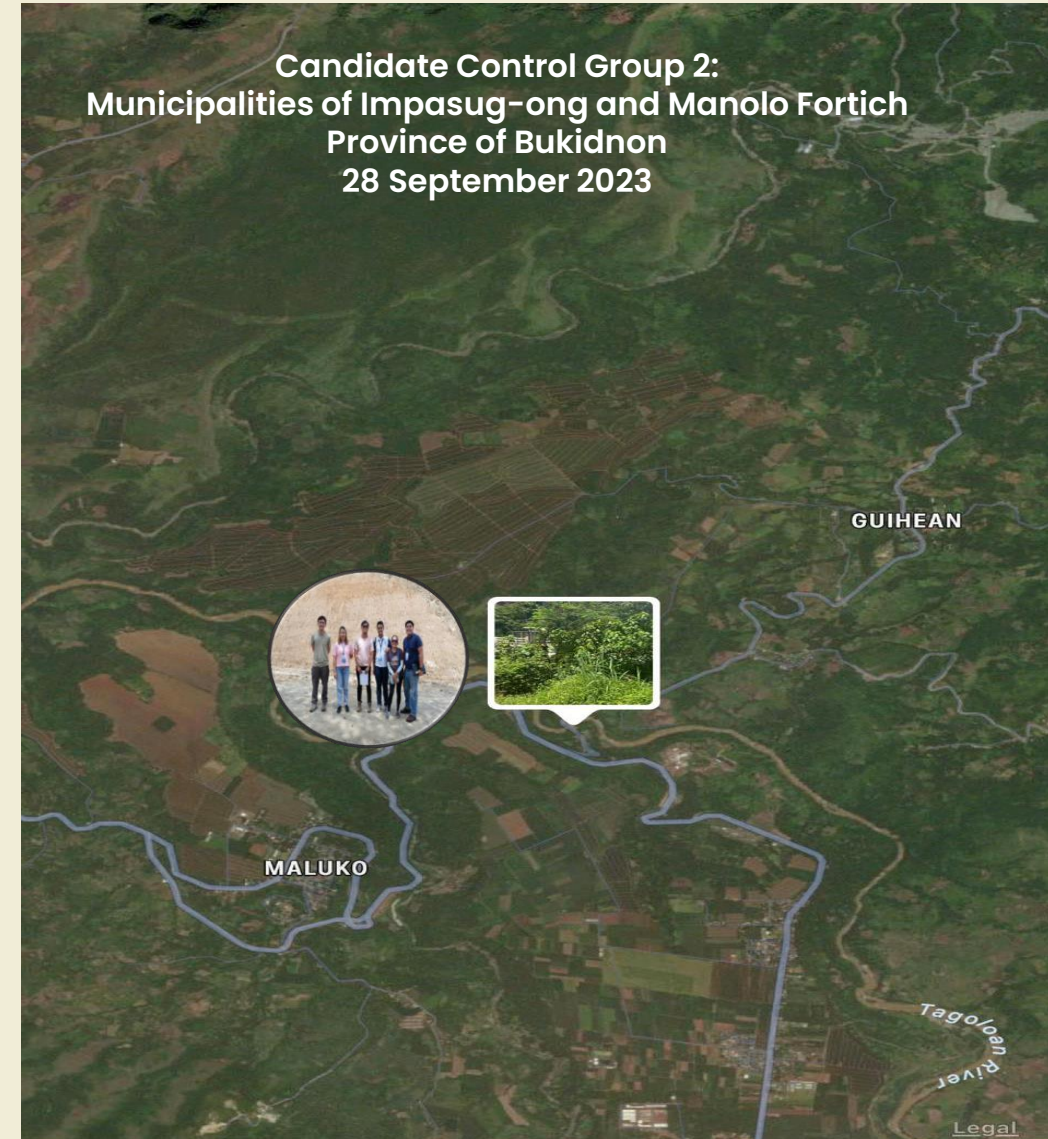 Candidate Control Group 2:
Municipalities of Impasug-ong and Manolo Fortich
Province of Bukidnon
28 September 2023
GUIHEAN
MALUKO
Tagoloan
River
Legal